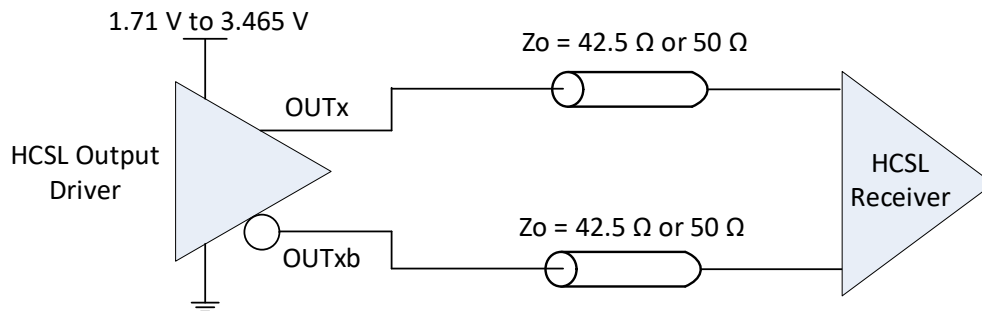 1.71 V to 3.465 V
Zo = 42.5 Ω or 50 Ω
OUTx
HCSL Output
Driver
HCSL
Receiver
Zo = 42.5 Ω or 50 Ω
OUTxb